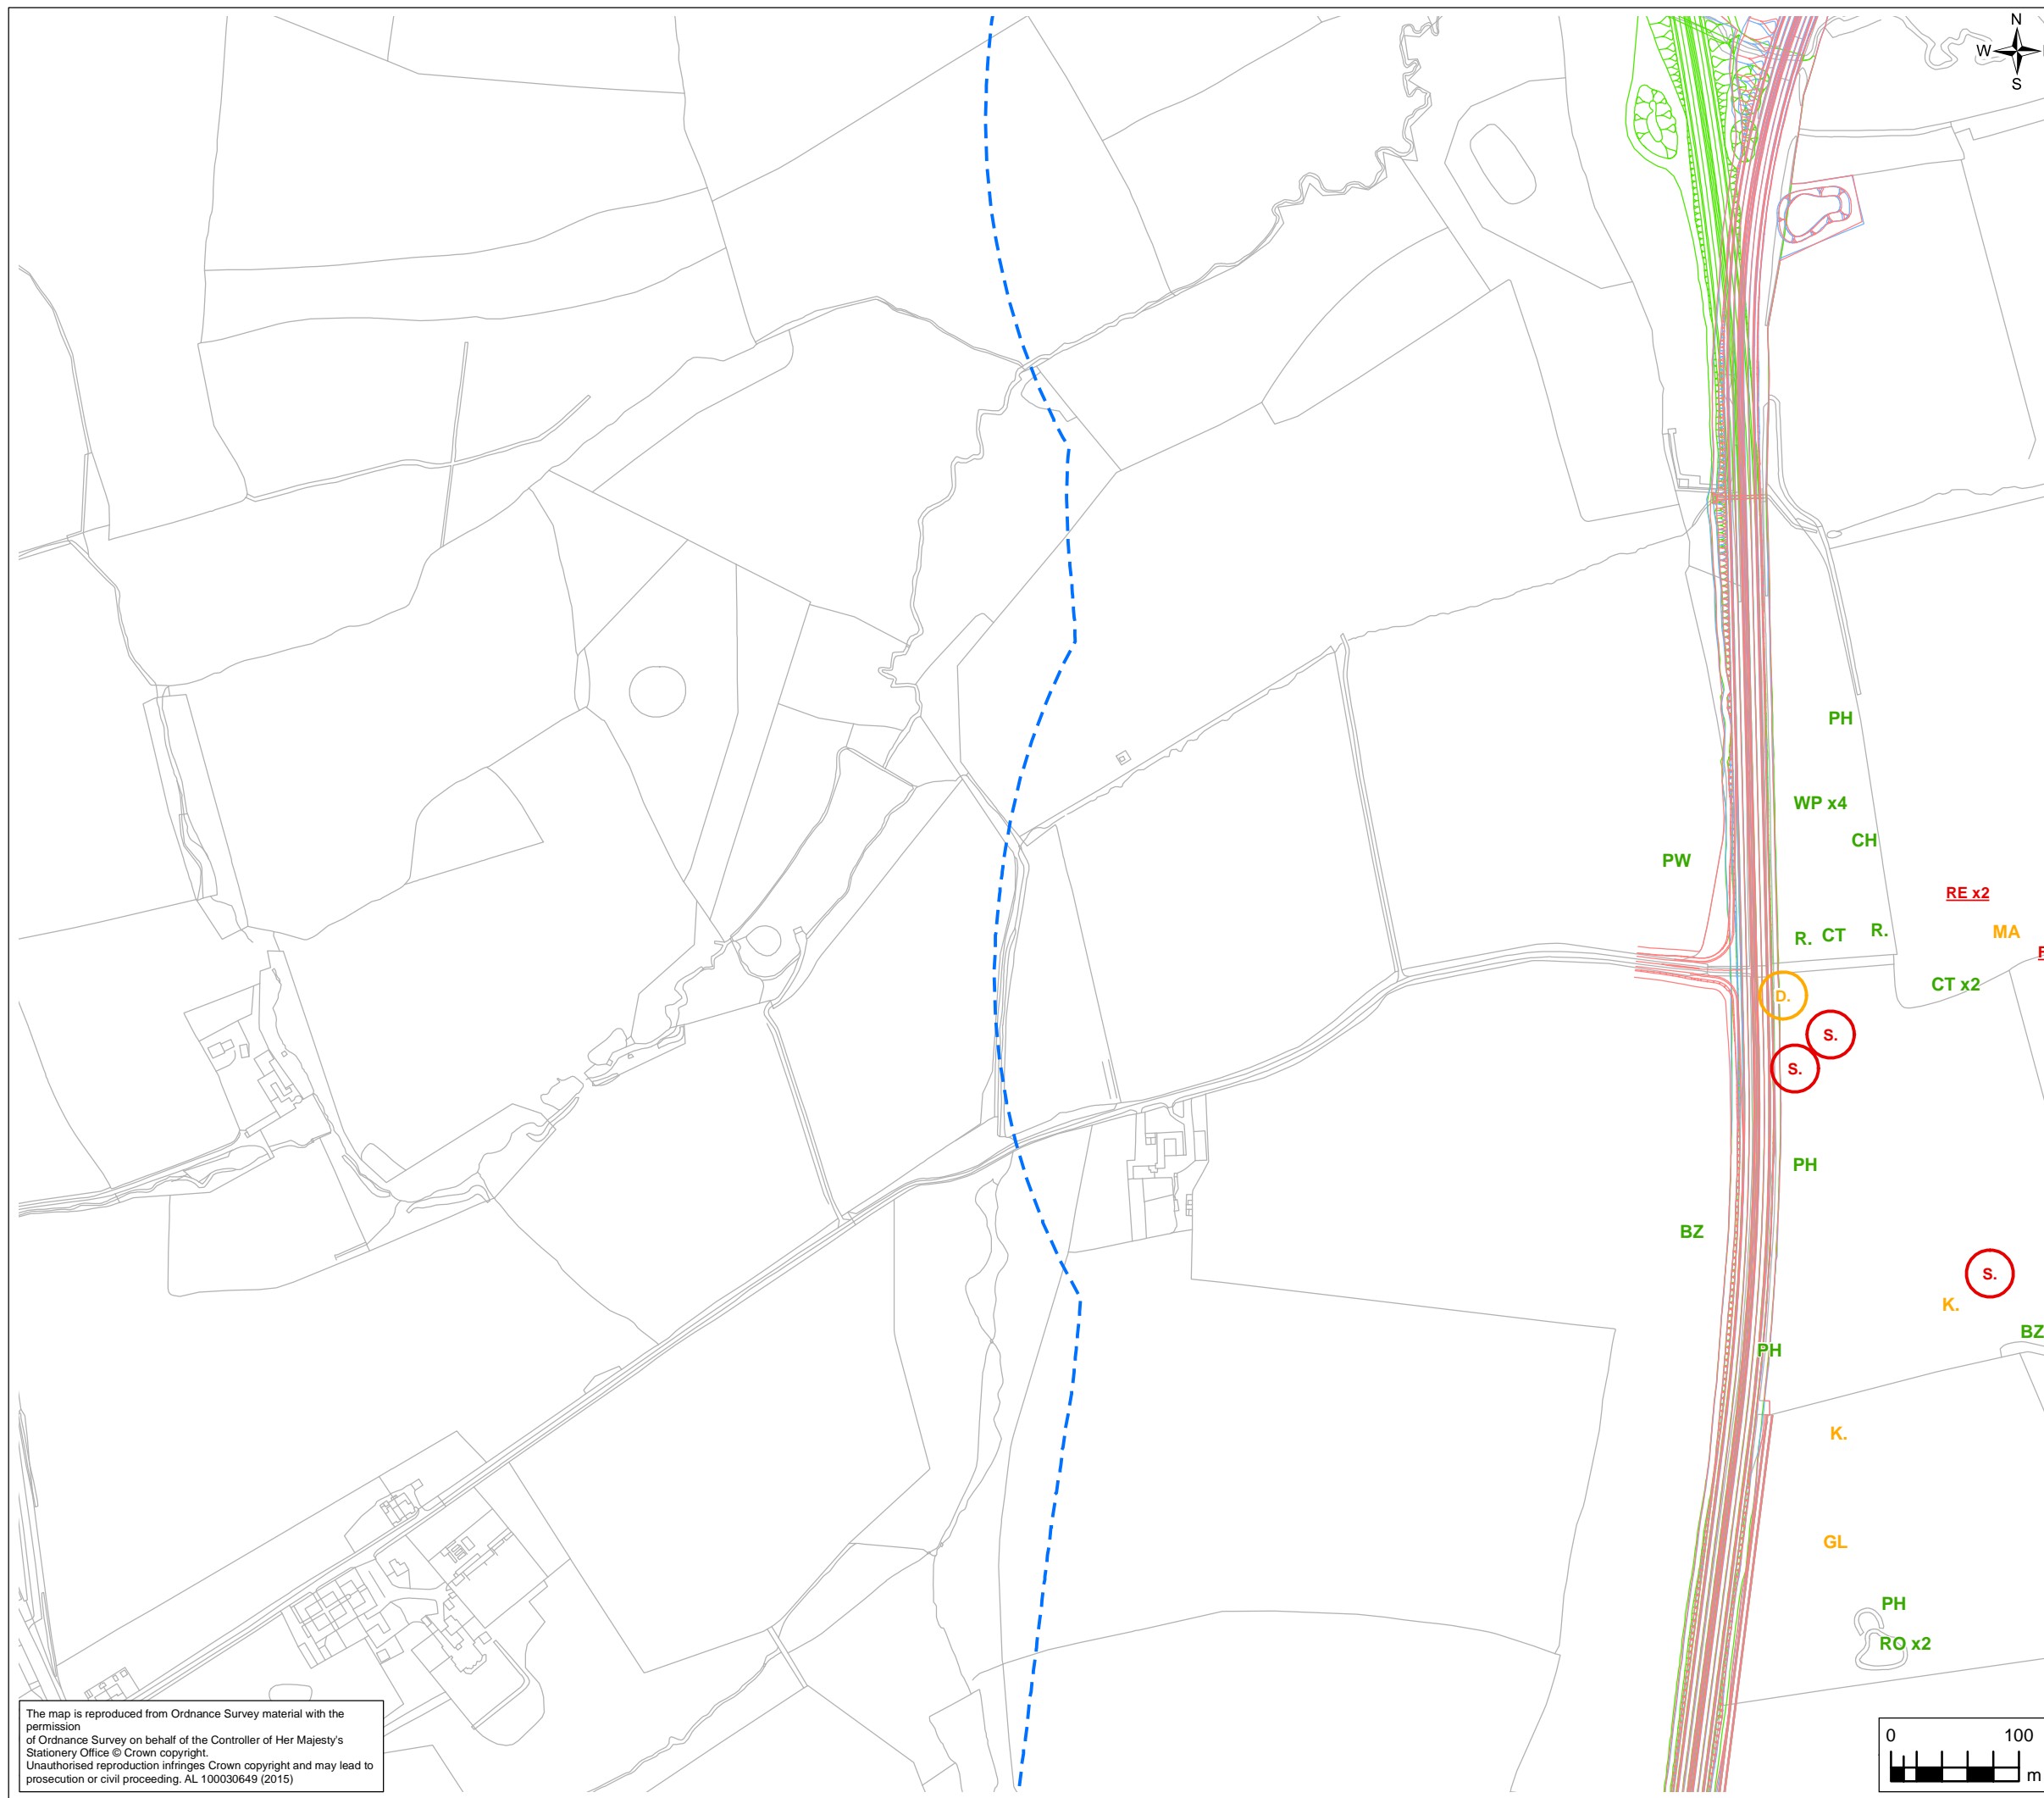 N
W
S
PH
WP x4
CH
PW
RE x2
R. CT R.
MA
CT x2
D.
S.
S.
PH
BZ
S.
K.
BZ
PH
K.
GL
PH
RO x2
The map is reproduced from Ordnance Survey material with the
permission
of Ordnance Survey on behalf of the Controller of Her Majesty's
Stationery Office © Crown copyright.
Unauthorised reproduction infringes Crown copyright and may lead to
prosecution or civil proceeding. AL 100030649 (2015)
0 100
m